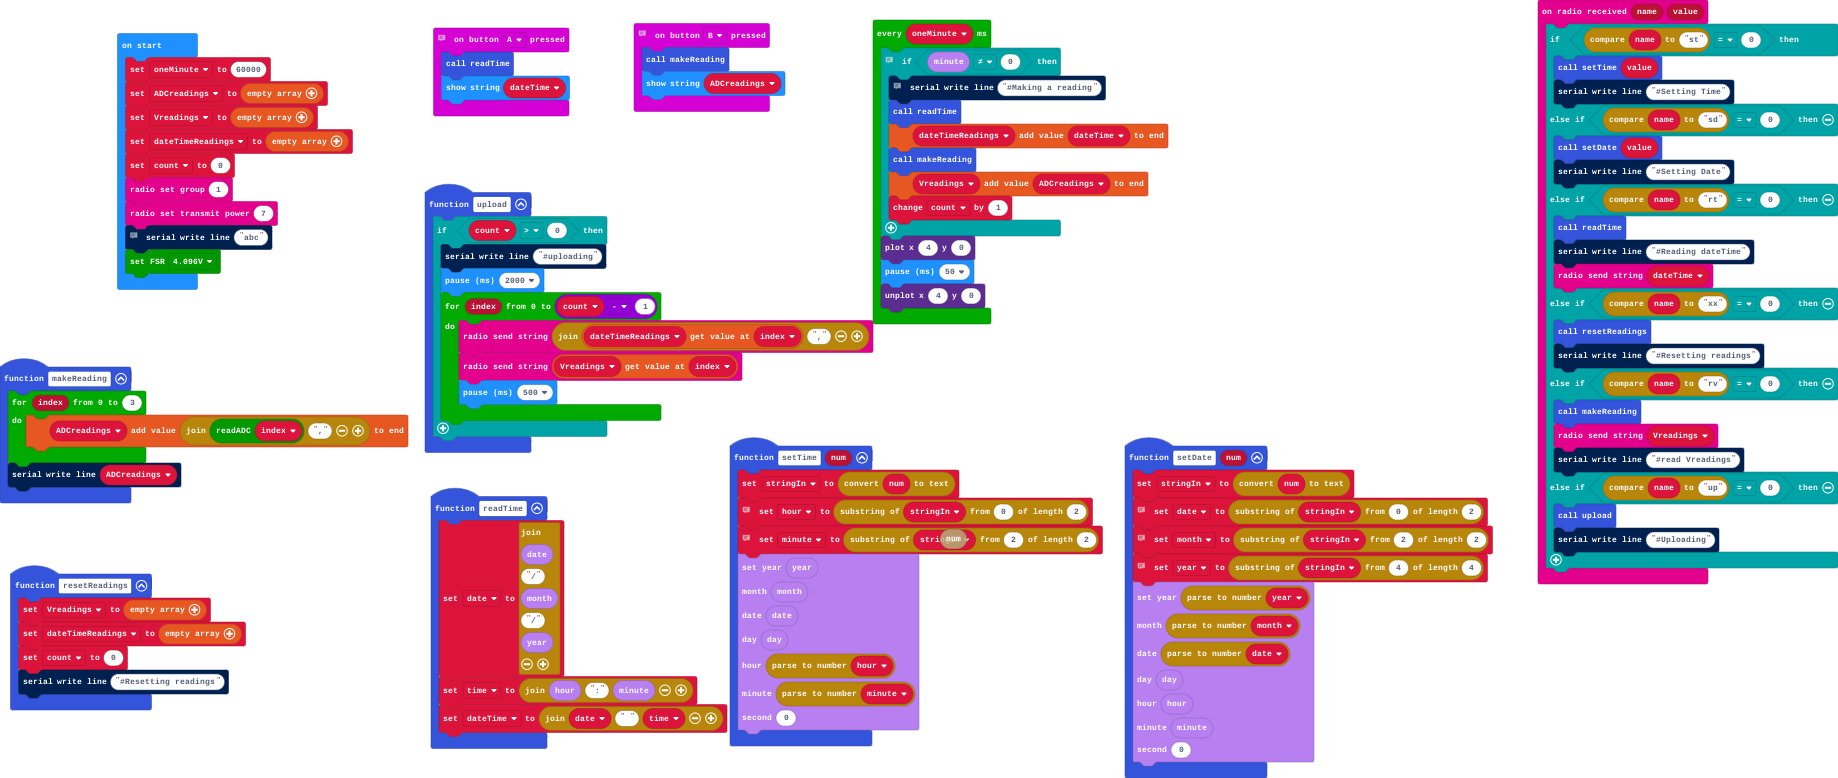 on start
set oneMinute to 60000
set ADCreadings to empty array
set Vreadings to empty array
set dateTimeReadings to empty array
set count to 0
radio set group 1
radio set transmit power 7
serial write line "abc"
set FSR 4.096V
on button A pressed
call readTime
show string dateTime
on button B pressed
call makeReading
show string ADCreadings
every oneMinute ms
if minute ≠ 0 then
serial write line "#Making a reading"
call readTime
dateTimeReadings add value dateTime to end
call makeReading
Vreadings add value ADCreadings to end
change count by 1
plot x 4 y 0
pause (ms) 50
unplot x 4 y 0
function upload
if count > 0 then
serial write line "#uploading"
pause (ms) 2000
for index from 0 to count - 1
do
radio send string join dateTimeReadings get value at index ","
radio send string Vreadings get value at index
pause (ms) 500
function makeReading
for index from 0 to 3
do
ADCreadings add value join readADC index "," to end
serial write line ADCreadings
function resetReadings
set Vreadings to empty array
set dateTimeReadings to empty array
set count to 0
serial write line "#Resetting readings"
function readTime
set date to join
date
"/"
month
"/"
year
set time to join hour ":" minute
set dateTime to join date " " time
function setTime num
set stringIn to convert num to text
set hour to substring of stringIn from 0 of length 2
set minute to substring of num from 2 of length 2
set year year
month month
date date
day day
hour parse to number hour
minute parse to number minute
second 0
function setDate num
set stringIn to convert num to text
set date to substring of stringIn from 0 of length 2
set month to substring of stringIn from 2 of length 2
set year to substring of stringIn from 4 of length 4
set year parse to number year
month parse to number month
date parse to number date
day day
hour hour
minute minute
second 0
on radio received name value
if compare name to "st" = 0 then
call setTime value
serial write line "#Setting Time"
else if compare name to "sd" = 0 then
call setDate value
serial write line "#Setting Date"
else if compare name to "rt" = 0 then
call readTime
serial write line "#Reading dateTime"
radio send string dateTime
else if compare name to "xx" = 0 then
call resetReadings
serial write line "#Resetting readings"
else if compare name to "rv" = 0 then
call makeReading
radio send string Vreadings
serial write line "#read Vreadings"
else if compare name to "up" = 0 then
call upload
serial write line "#Uploading"